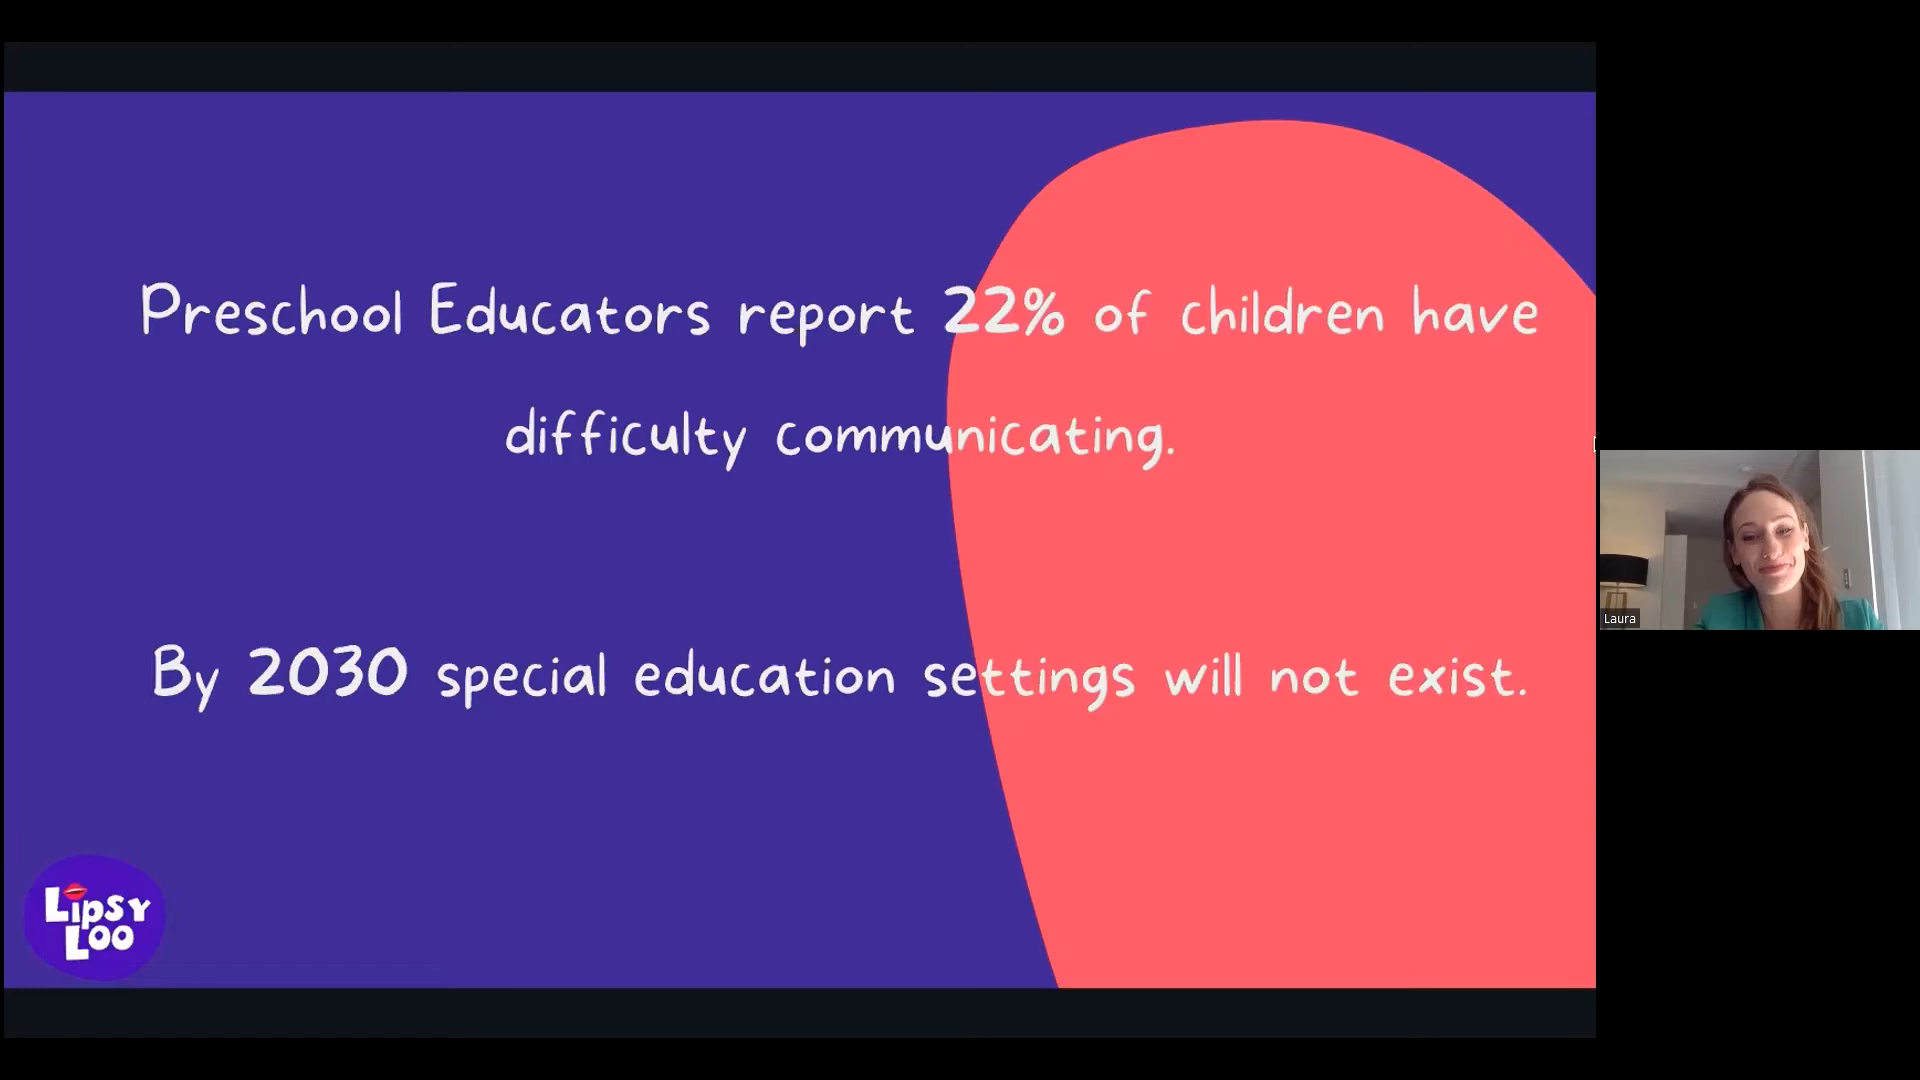 Preschool Educators report 22% of children have
difficulty communicating.
By 2030 special education settings will not exist.
Lipsy
Loo
Laura